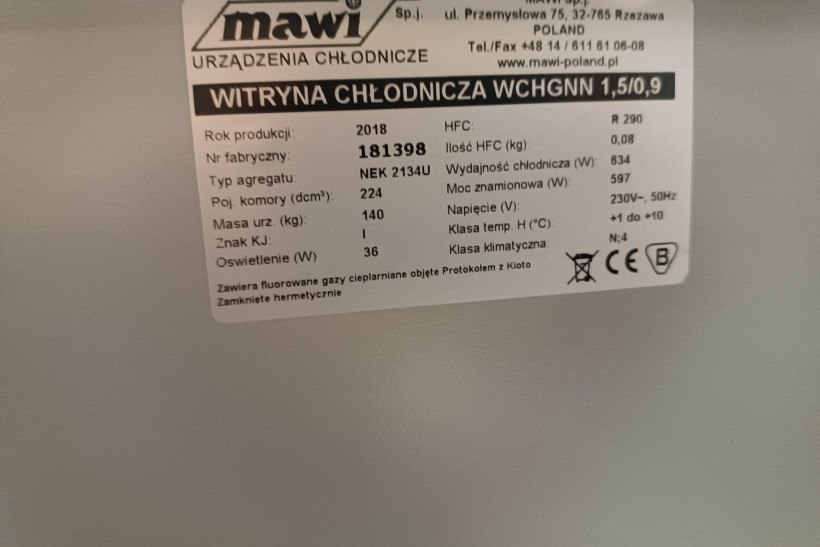 mawi Sp.j.
MAWI Sp.j.
ul. Przemysłowa 75, 32-765 Rzezawa
POLAND
Tel./Fax +48 14 / 611 61 06-08
www.mawi-poland.pl
URZĄDZENIA CHŁODNICZE
WITRYNA CHŁODNICZA WCHGNN 1,5/0,9
Rok produkcji: 2018
Nr fabryczny: 181398
Typ agregatu: NEK 2134U
Poj. komory (dcm³): 224
Masa urz. (kg): 140
Znak KJ: I
Oswietlenie (W) 36
HFC: R 290
Ilość HFC (kg) 0,08
Wydajność chłodnicza (W): 634
Moc znamionowa (W): 597
Napięcie (V): 230V~, 50Hz
Klasa temp. H (°C): +1 do +10
Klasa klimatyczna: N;4
Zawiera fluorowane gazy cieplarniane objęte Protokołem z Kioto
Zamknięte hermetycznie
CE B